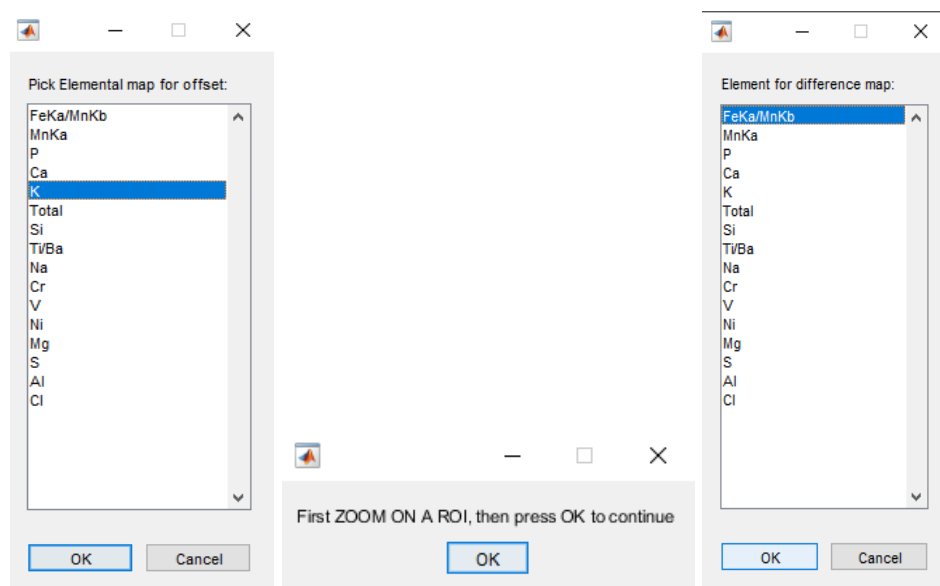 Pick Elemental map for offset:
FeKa/MnKb
MnKa
P
Ca
K
Total
Si
Ti/Ba
Na
Cr
V
Ni
Mg
S
Al
Cl
OK
Cancel
First ZOOM ON A ROI, then press OK to continue
OK
Element for difference map:
FeKa/MnKb
MnKa
P
Ca
K
Total
Si
Ti/Ba
Na
Cr
V
Ni
Mg
S
Al
Cl
OK
Cancel